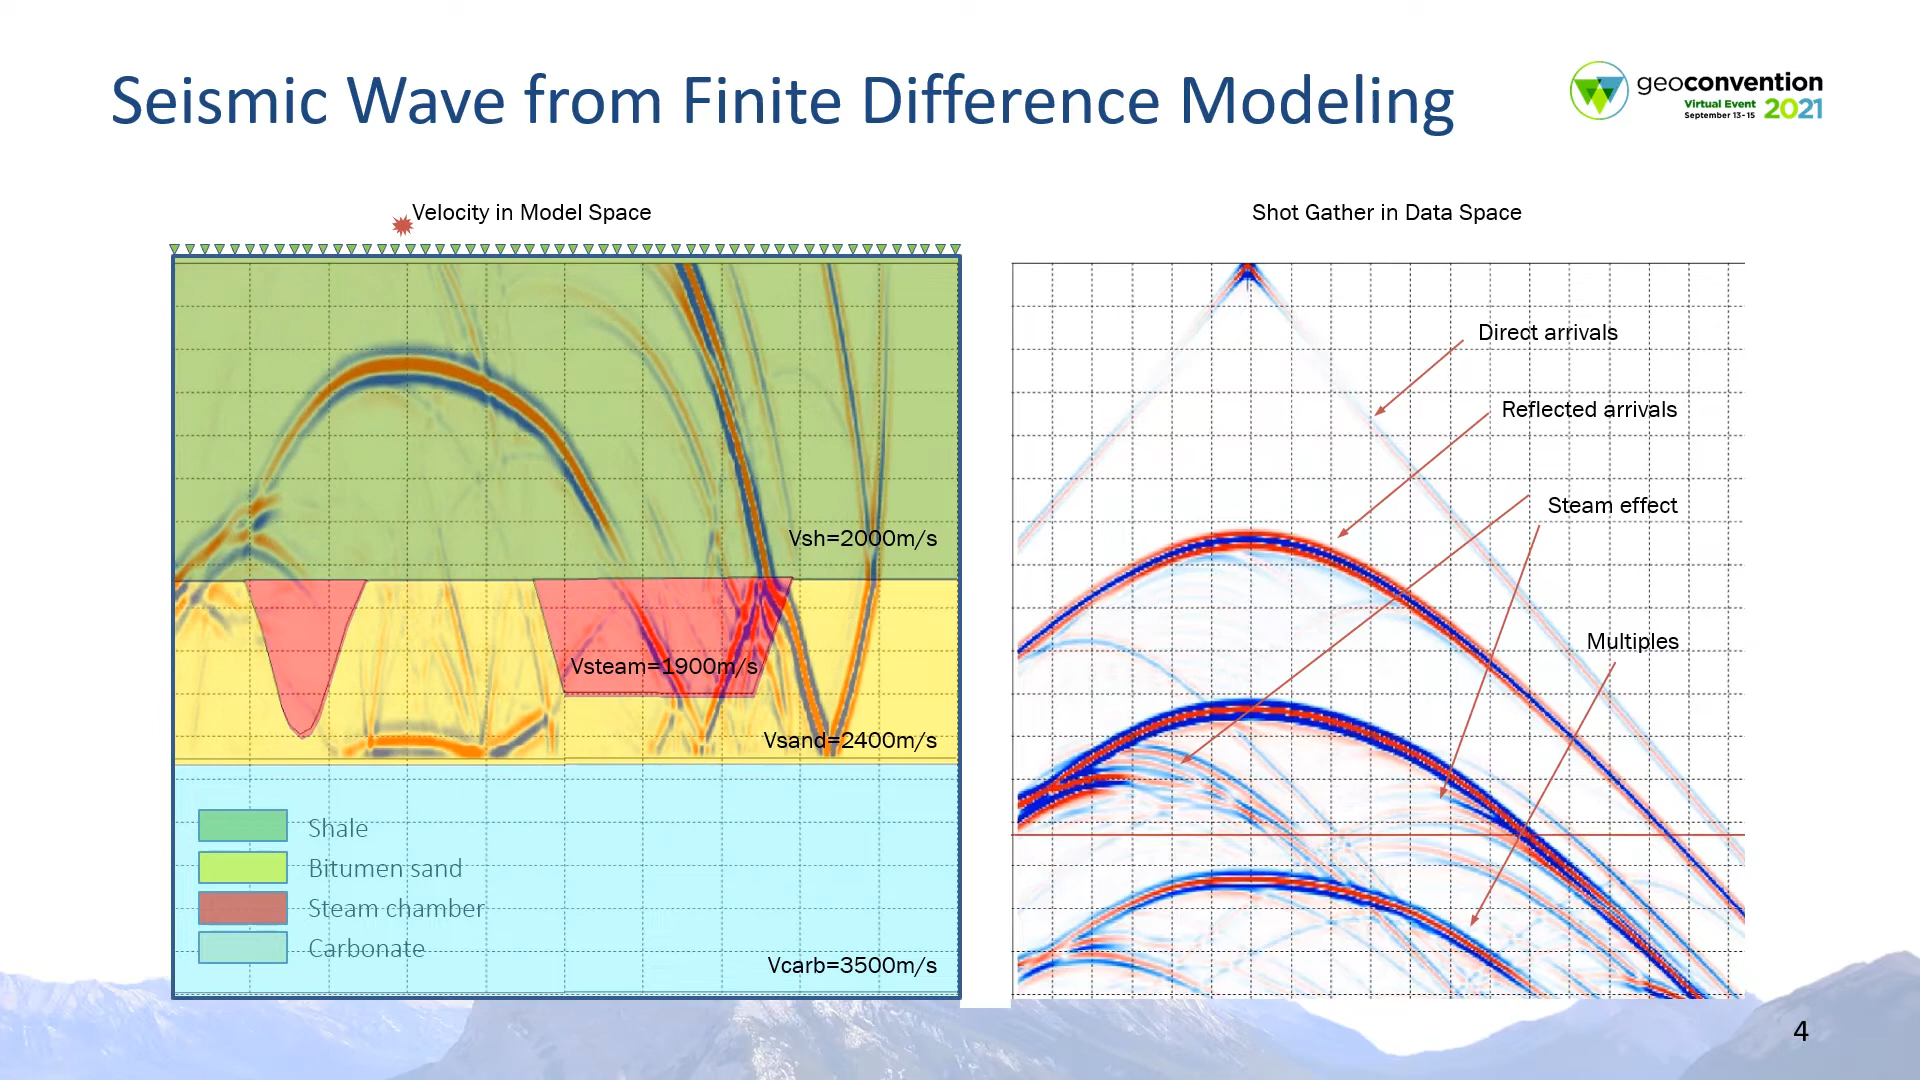 Seismic Wave from Finite Difference Modeling
geoconvention
Virtual Event 2021
September 13-15
Velocity in Model Space
Shot Gather in Data Space
Direct arrivals
Reflected arrivals
Steam effect
Vsh=2000m/s
Multiples
Vsteam=1900m/s
Vsand=2400m/s
Shale
Bitumen sand
Steam chamber
Carbonate
Vcarb=3500m/s
4